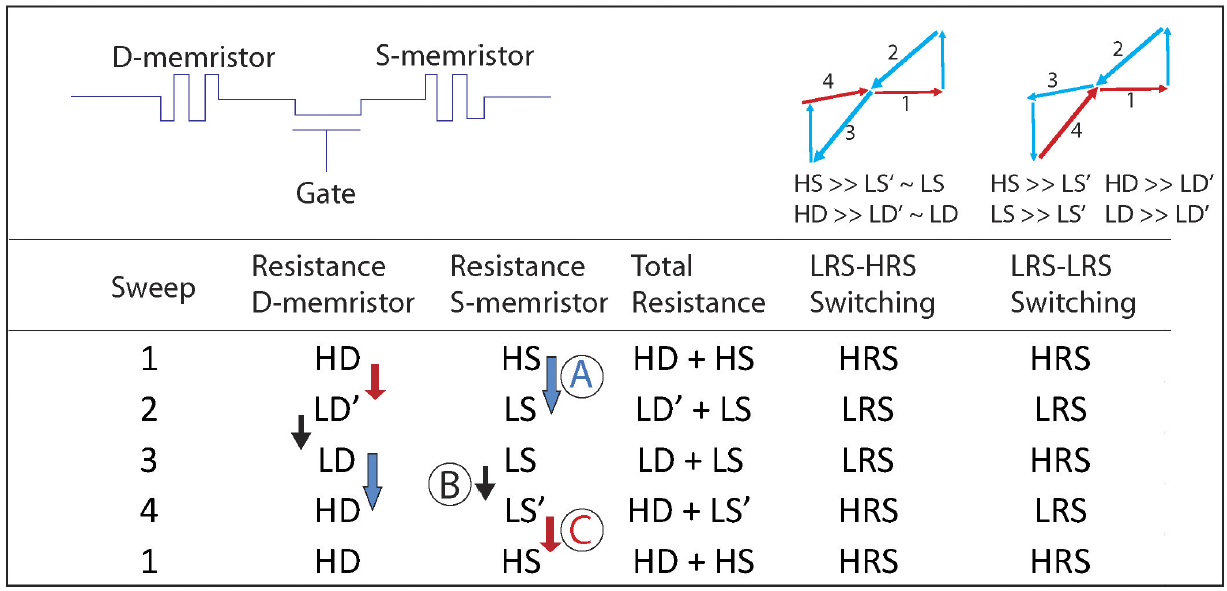 D-memristor
S-memristor
Gate
2
4
1
3
HS >> LS' ~ LS
HD >> LD' ~ LD
2
3
1
4
HS >> LS' HD >> LD'
LS >> LS' LD >> LD'
Sweep
Resistance
D-memristor
Resistance
S-memristor
Total
Resistance
LRS-HRS
Switching
LRS-LRS
Switching
1 HD HS A HD + HS HRS HRS
2 LD’ LS LD’ + LS LRS LRS
3 LD LS LD + LS LRS HRS
B
4 HD LS’ HD + LS’ HRS LRS
C
1 HD HS HD + HS HRS HRS